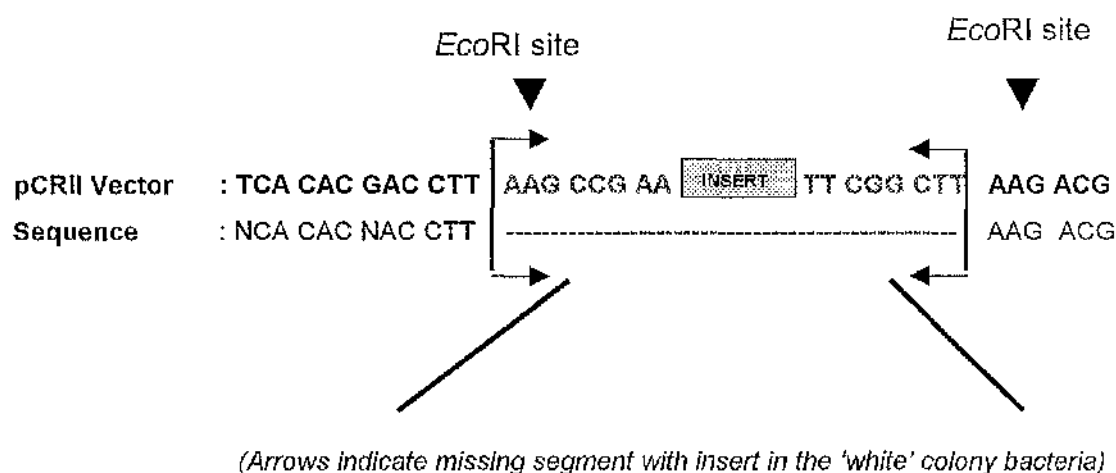 EcoRI site
EcoRI site
pCRII Vector : TCA CAC GAC CTT AAG CCG AA INSERT TT CGG CTT AAG ACG
Sequence : NCA CAC NAC CTT ---------- AAG ACG
(Arrows indicate missing segment with insert in the 'white' colony bacteria)